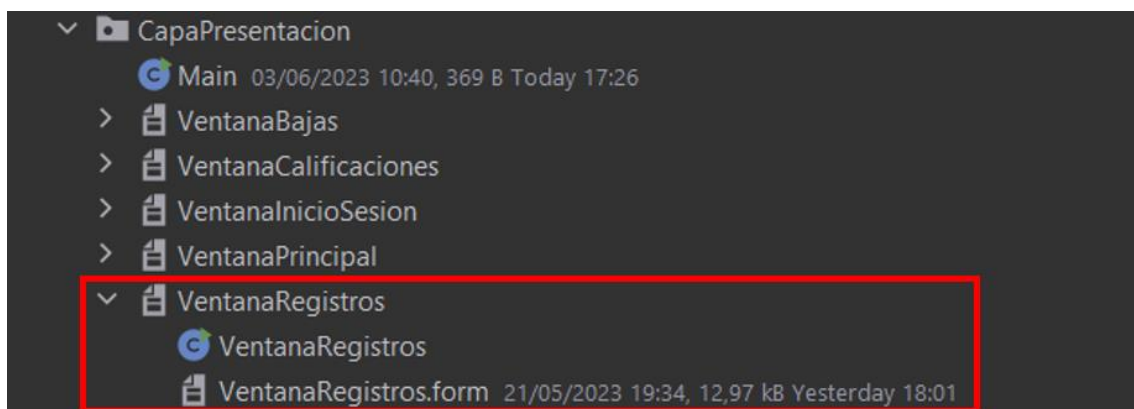 CapaPresentacion
Main 03/06/2023 10:40, 369 B Today 17:26
VentanaBajas
VentanaCalificaciones
VentanaInicioSesion
VentanaPrincipal
VentanaRegistros
VentanaRegistros
VentanaRegistros.form 21/05/2023 19:34, 12,97 kB Yesterday 18:01